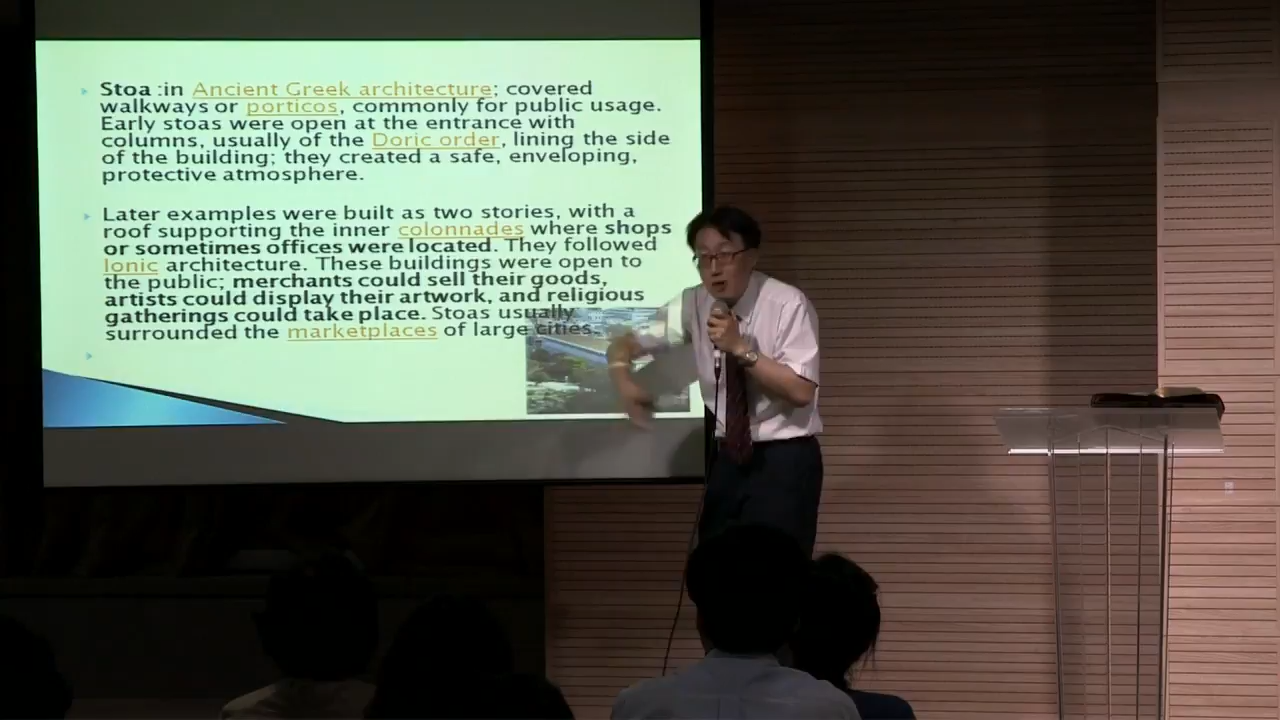 Stoa :in Ancient Greek architecture; covered
walkways or porticos, commonly for public usage.
Early stoas were open at the entrance with
columns, usually of the Doric order, lining the side
of the building; they created a safe, enveloping,
protective atmosphere.
Later examples were built as two stories, with a
roof supporting the inner colonnades where shops
or sometimes offices were located. They followed
Ionic architecture. These buildings were open to
the public; merchants could sell their goods,
artists could display their artwork, and religious
gatherings could take place. Stoas usually
surrounded the marketplaces of large cities.